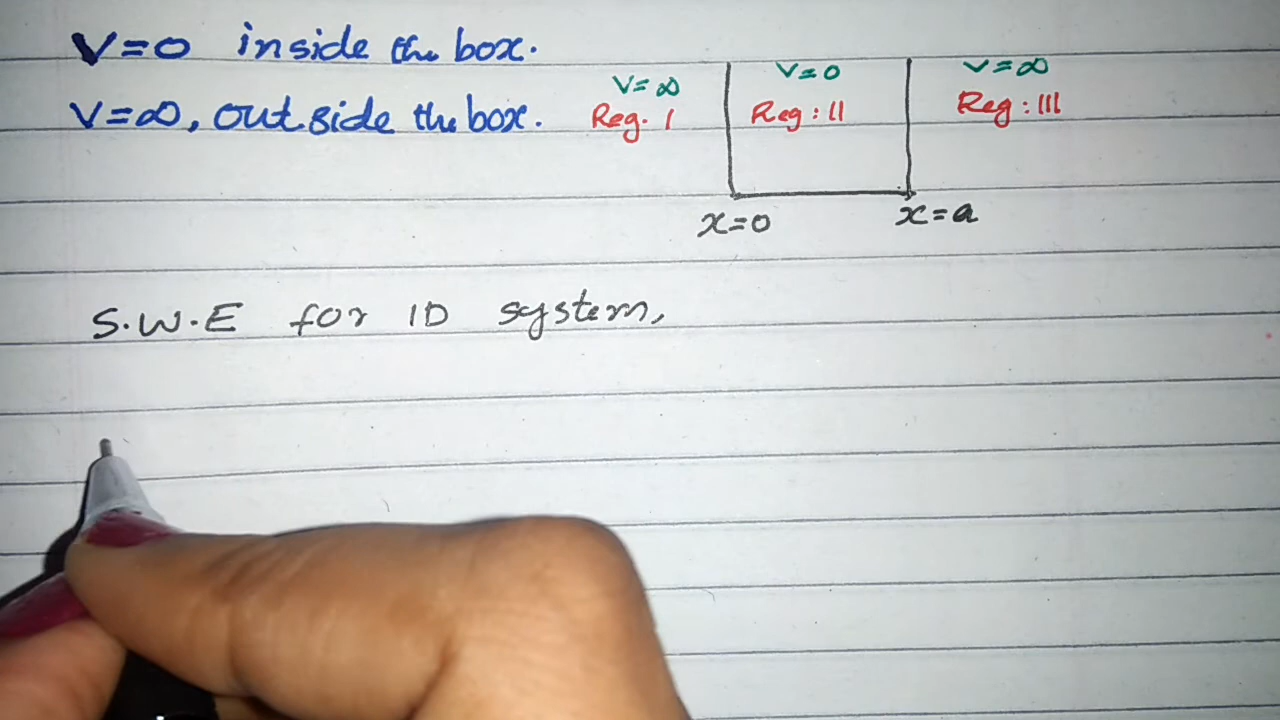 V=0 inside the box.
V=∞, outside the box.
V=∞ V=0 V=∞
Reg. I Reg: II Reg: III
x=0 x=a
S.W.E for 1D system,